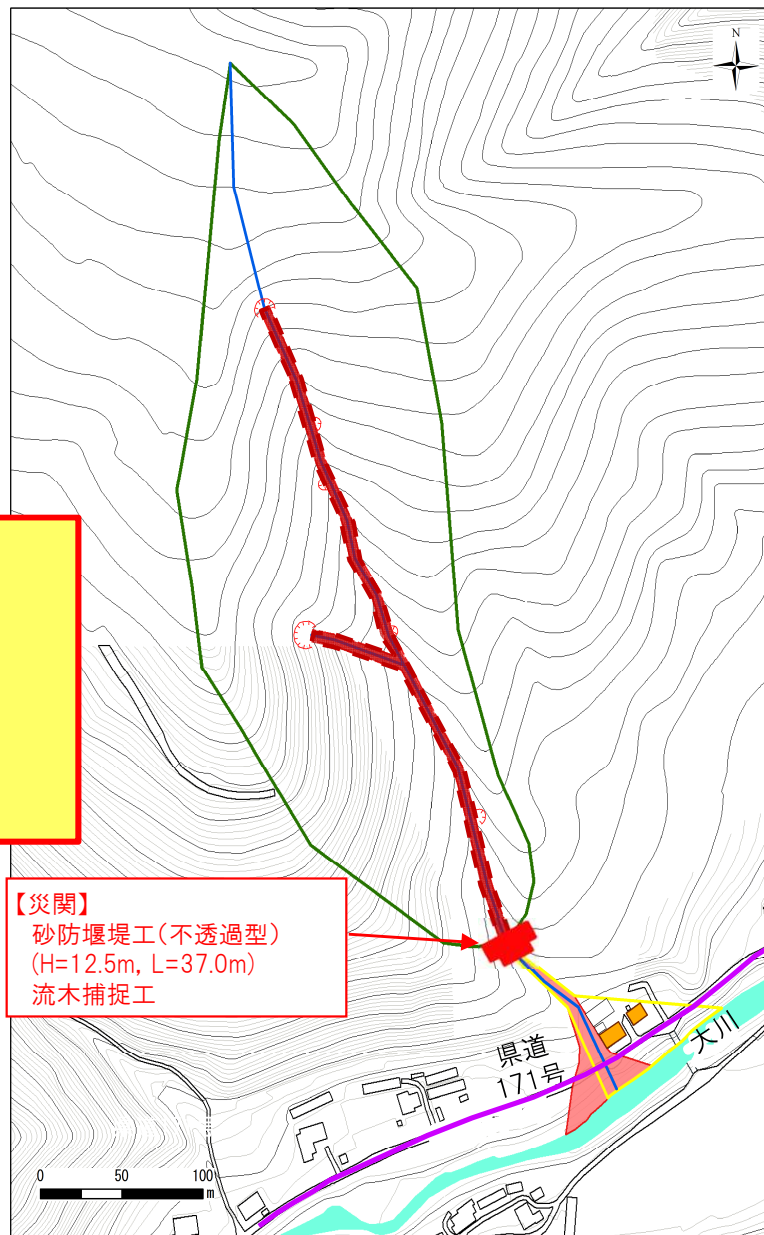 N
【災関】
砂防堰堤工(不透過型)
(H=12.5m, L=37.0m)
流木捕捉工
県道
171号
大川
0 50 100
m